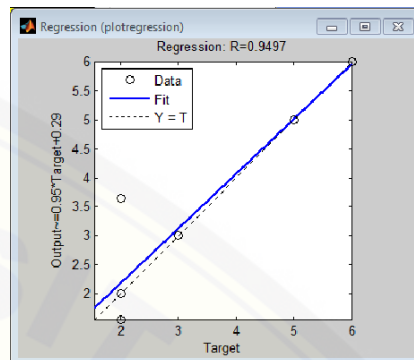 Regression (plotregression)
Regression: R=0.9497
Data
Fit
Y = T
Output~=0.95*Target+0.29
6
5.5
5
4.5
4
3.5
3
2.5
2
2
3
4
5
6
Target